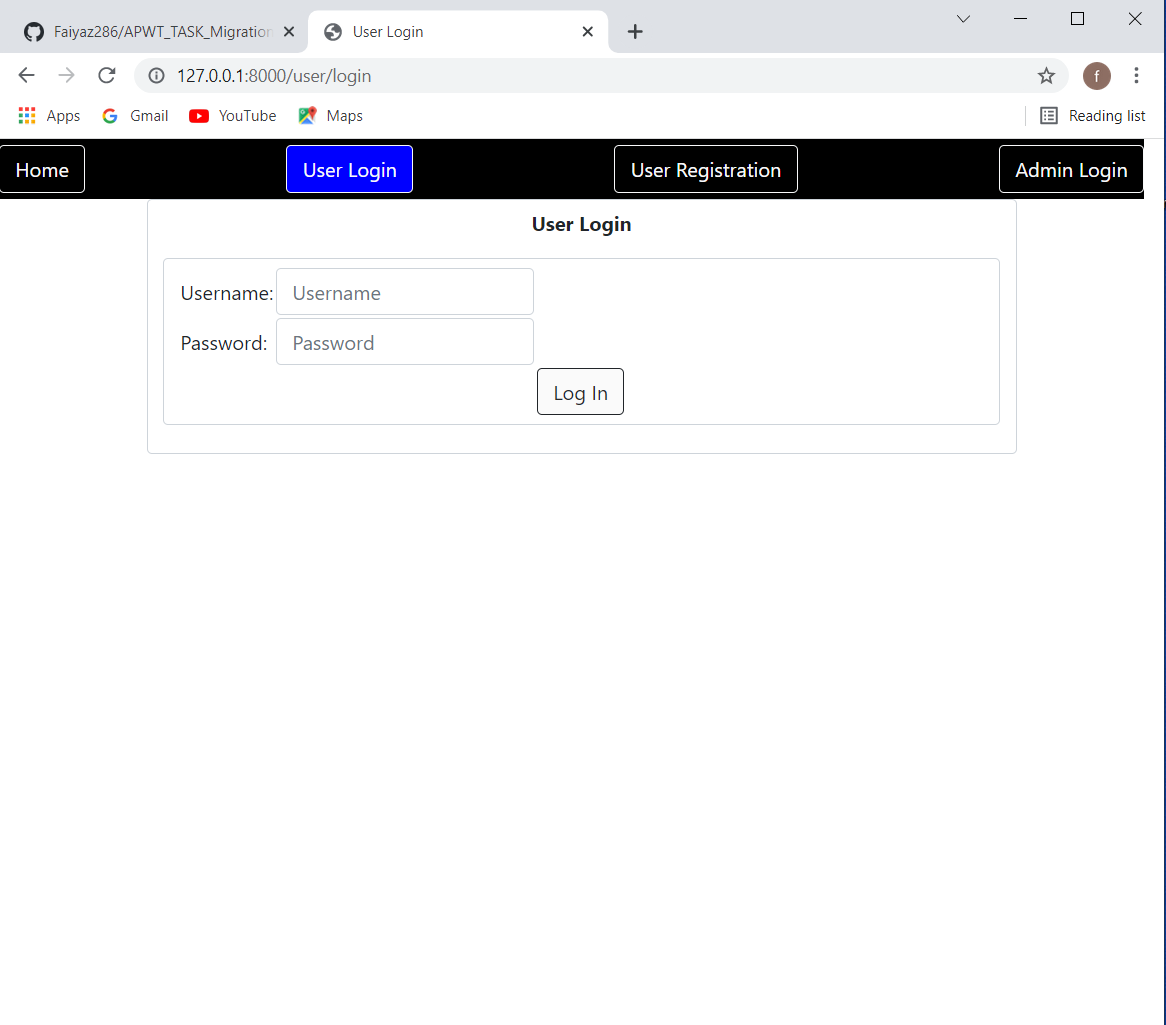 Faiyaz286/APWT_TASK_Migration
User Login
127.0.0.1:8000/user/login
f
Apps
Gmail
YouTube
Maps
Reading list
Home
User Login
User Registration
Admin Login
User Login
Username: Username
Password: Password
Log In